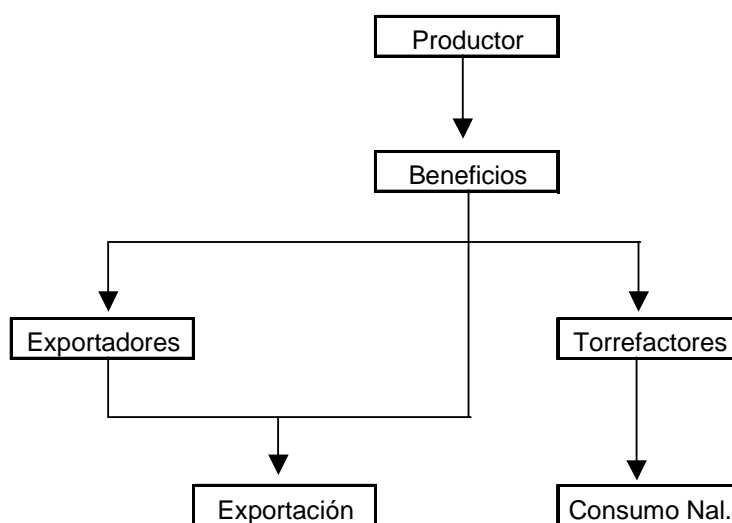 Productor
Beneficios
Exportadores
Torrefactores
Exportación
Consumo Nal.